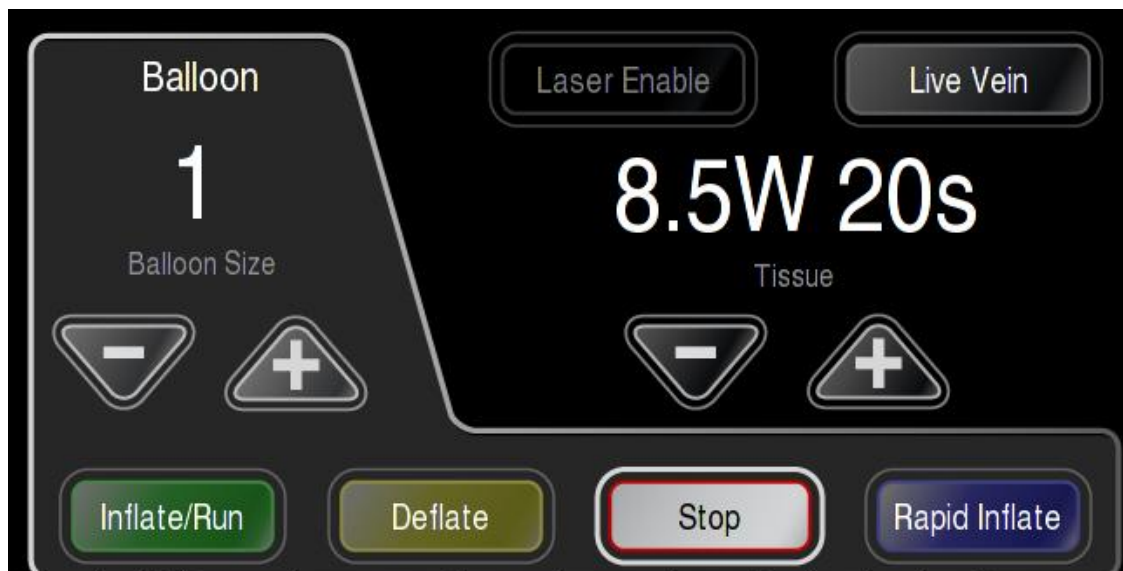 Balloon
Laser Enable
Live Vein
1
8.5W 20s
Balloon Size
Tissue
-
+
-
+
Inflate/Run
Deflate
Stop
Rapid Inflate